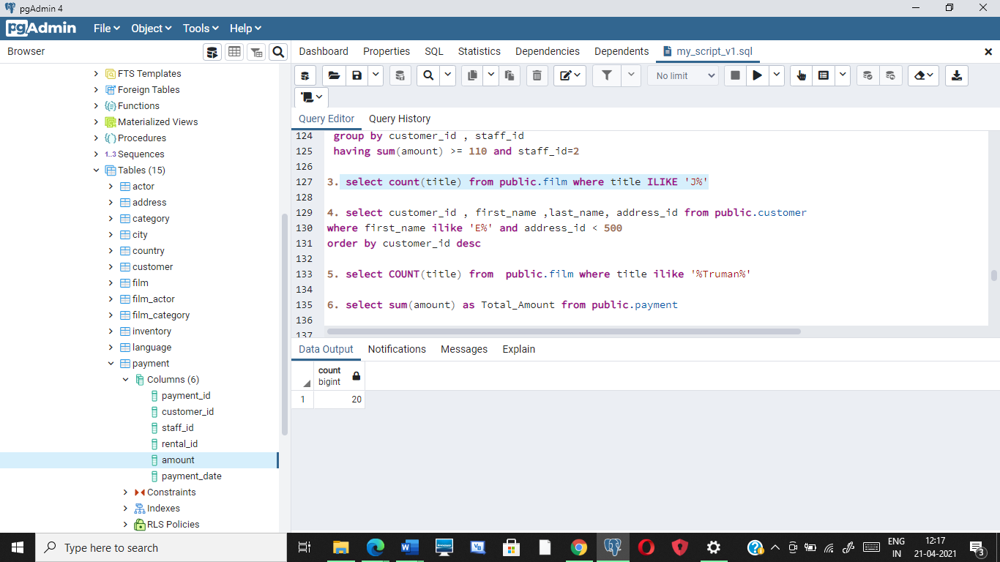 pgAdmin 4
pgAdmin File Object Tools Help
Browser
Dashboard Properties SQL Statistics Dependencies Dependents my_script_v1.sql
No limit
Query Editor Query History
FTS Templates
Foreign Tables
Functions
Materialized Views
Procedures
1..3 Sequences
Tables (15)
actor
address
category
city
country
customer
film
film_actor
film_category
inventory
language
payment
Columns (6)
payment_id
customer_id
staff_id
rental_id
amount
payment_date
Constraints
Indexes
RLS Policies
124 group by customer_id , staff_id
125 having sum(amount) >= 110 and staff_id=2
126
127 3. select count(title) from public.film where title ILIKE 'J%'
128
129 4. select customer_id , first_name ,last_name, address_id from public.customer
130 where first_name ilike 'E%' and address_id < 500
131 order by customer_id desc
132
133 5. select COUNT(title) from  public.film where title ilike '%Truman%'
134
135 6. select sum(amount) as Total_Amount from public.payment
136
137
Data Output Notifications Messages Explain
count
bigint
1 20
Type here to search
W
VB
ENG
IN
12:17
21-04-2021
3